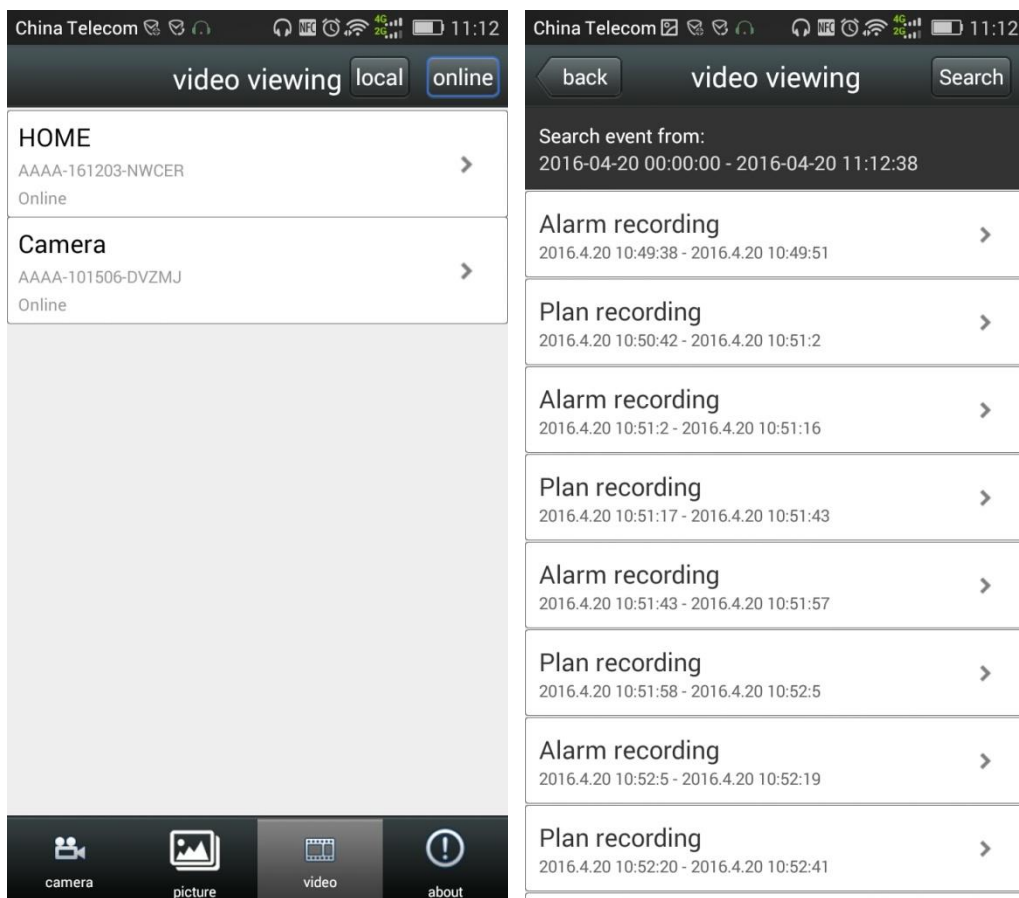 China Telecom NFC 4G 2G 11:12
video viewing local online
HOME
AAAA-161203-NWCER
Online
Camera
AAAA-101506-DVZMJ
Online
camera picture video about
China Telecom NFC 4G 2G 11:12
back video viewing Search
Search event from:
2016-04-20 00:00:00 - 2016-04-20 11:12:38
Alarm recording
2016.4.20 10:49:38 - 2016.4.20 10:49:51
Plan recording
2016.4.20 10:50:42 - 2016.4.20 10:51:2
Alarm recording
2016.4.20 10:51:2 - 2016.4.20 10:51:16
Plan recording
2016.4.20 10:51:17 - 2016.4.20 10:51:43
Alarm recording
2016.4.20 10:51:43 - 2016.4.20 10:51:57
Plan recording
2016.4.20 10:51:58 - 2016.4.20 10:52:5
Alarm recording
2016.4.20 10:52:5 - 2016.4.20 10:52:19
Plan recording
2016.4.20 10:52:20 - 2016.4.20 10:52:41